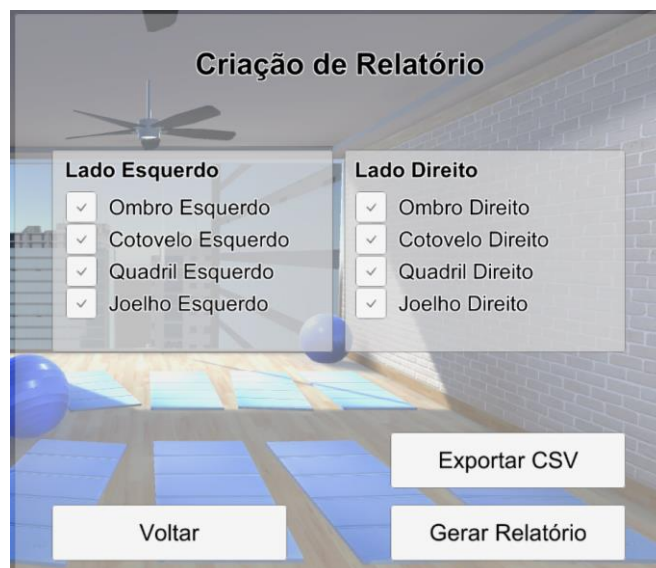 Criação de Relatório
Lado Esquerdo
Ombro Esquerdo
Cotovelo Esquerdo
Quadril Esquerdo
Joelho Esquerdo
Lado Direito
Ombro Direito
Cotovelo Direito
Quadril Direito
Joelho Direito
Exportar CSV
Voltar
Gerar Relatório